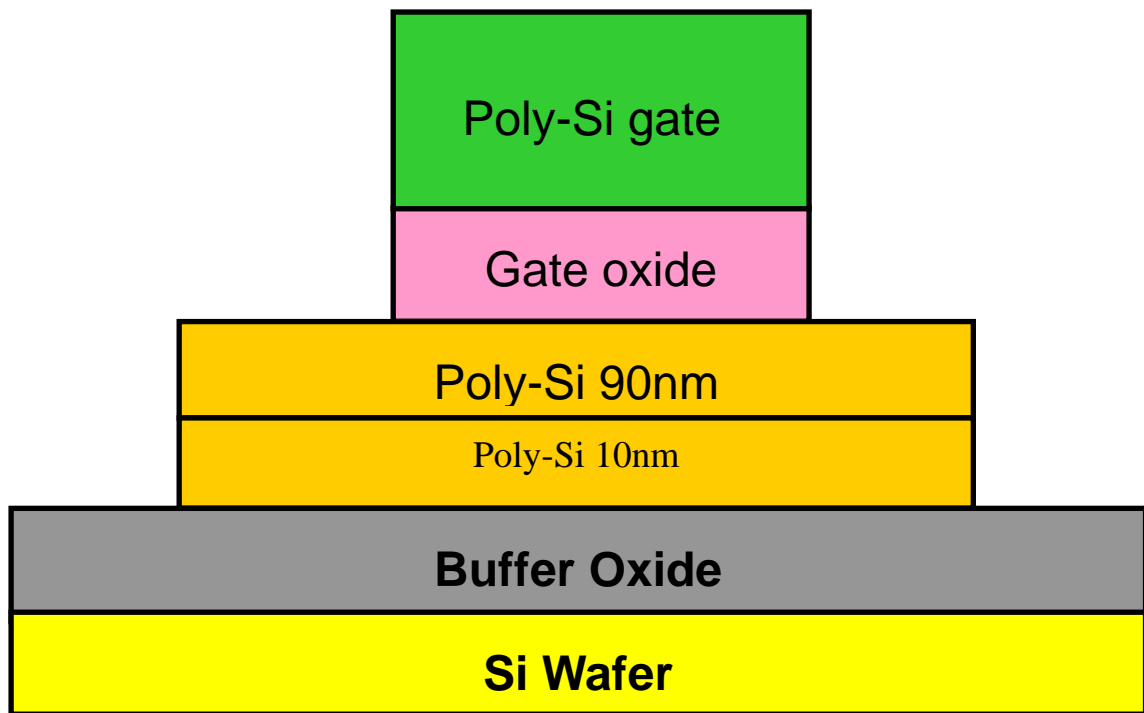 Poly-Si gate
Gate oxide
Poly-Si 90nm
Poly-Si 10nm
Buffer Oxide
Si Wafer